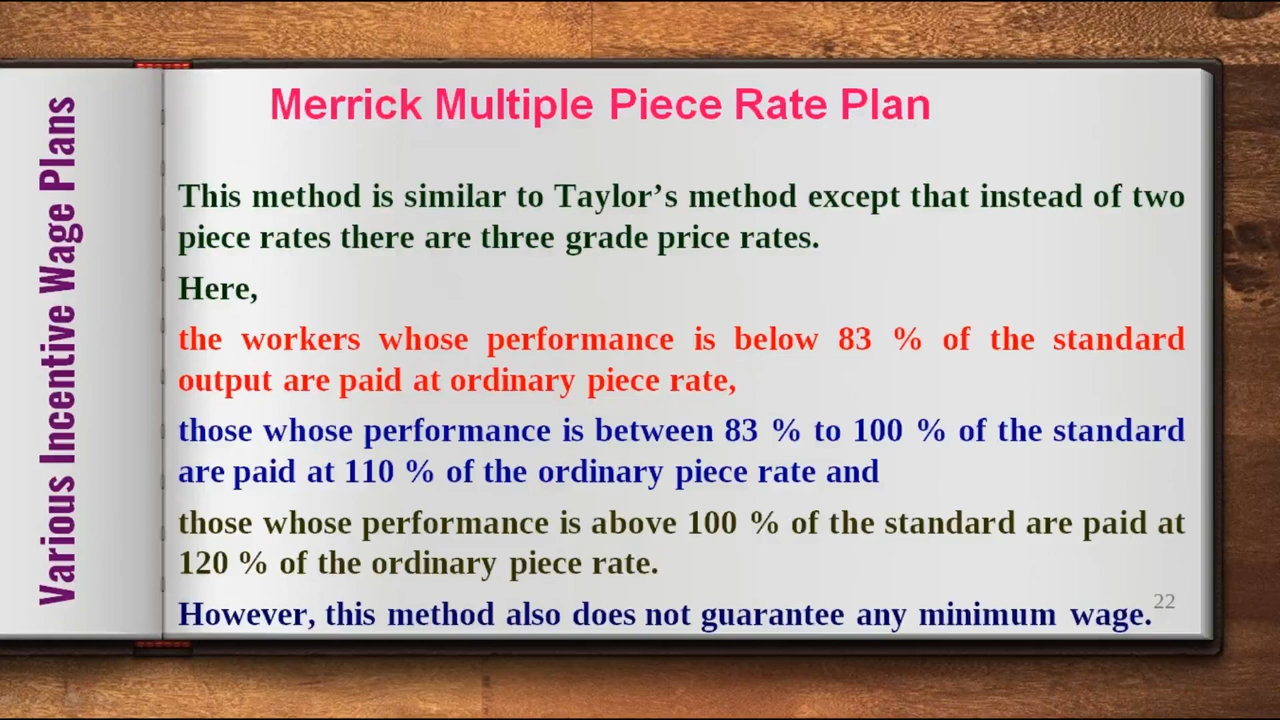 Various Incentive Wage Plans
Merrick Multiple Piece Rate Plan
This method is similar to Taylor’s method except that instead of two
piece rates there are three grade price rates.
Here,
the workers whose performance is below 83 % of the standard
output are paid at ordinary piece rate,
those whose performance is between 83 % to 100 % of the standard
are paid at 110 % of the ordinary piece rate and
those whose performance is above 100 % of the standard are paid at
120 % of the ordinary piece rate.
However, this method also does not guarantee any minimum wage.
22